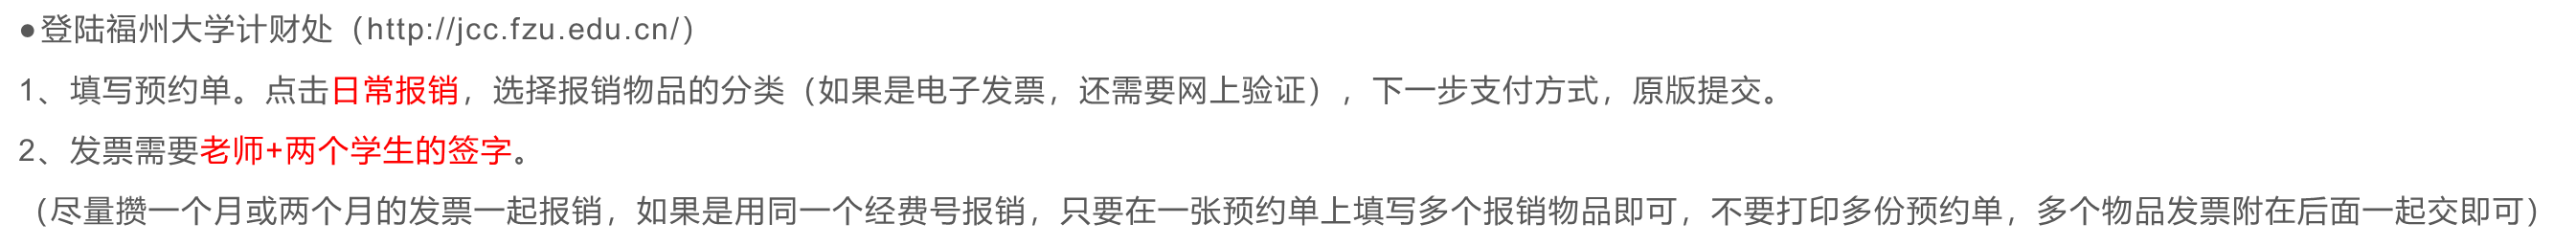 ●登陆福州大学计财处（http://jcc.fzu.edu.cn/）
1、填写预约单。点击日常报销，选择报销物品的分类（如果是电子发票，还需要网上验证），下一步支付方式，原版提交。
2、发票需要老师+两个学生的签字。
（尽量攒一个月或两个月的发票一起报销，如果是用同一个经费号报销，只要在一张预约单上填写多个报销物品即可，不要打印多份预约单，多个物品发票附在后面一起交即可）